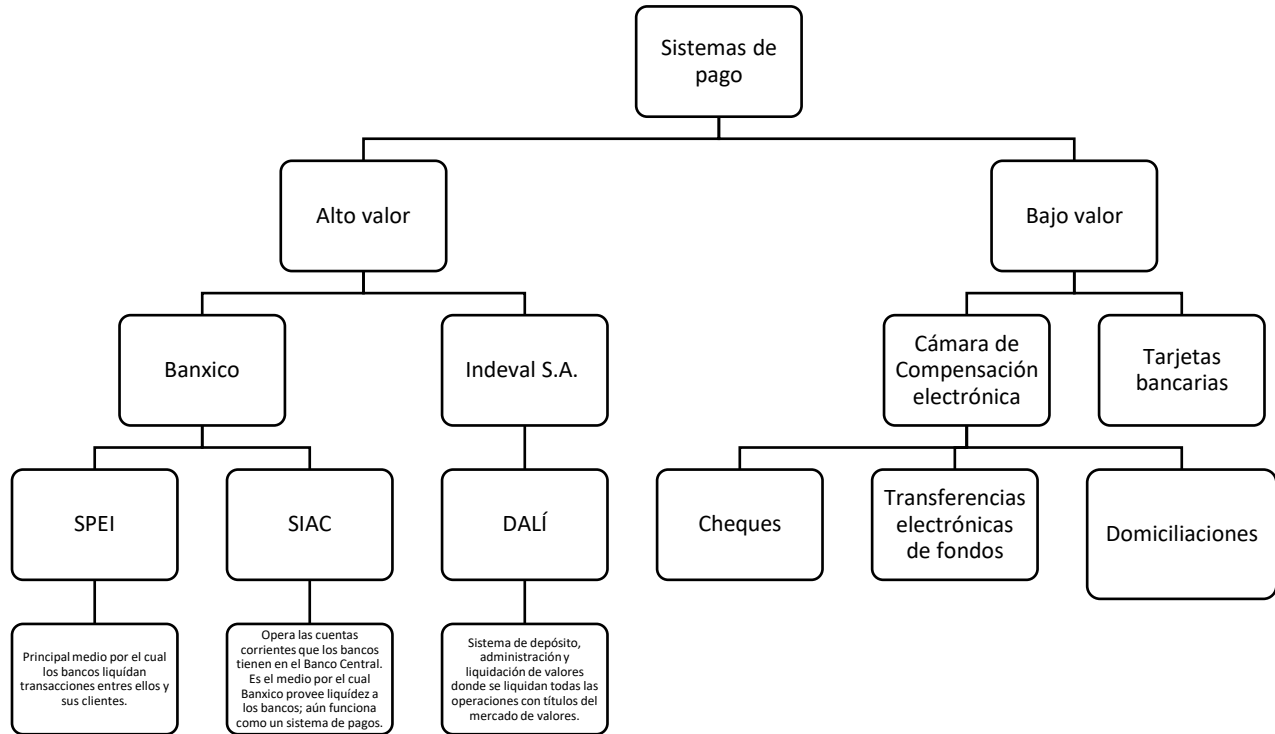 Sistemas de
pago
Alto valor
Bajo valor
Banxico
Indeval S.A.
Cámara de
Compensación
electrónica
Tarjetas
bancarias
SPEI
SIAC
DALÍ
Cheques
Transferencias
electrónicas
de fondos
Domiciliaciones
Principal medio por el cual
los bancos liquídan
transacciones entres ellos y
sus clientes.
Opera las cuentas
corrientes que los bancos
tienen en el Banco Central.
Es el medio por el cual
Banxico provee liquídez a
los bancos; aún funciona
como un sistema de pagos.
Sistema de depósito,
administración y
liquidación de valores
donde se liquidan todas las
operaciones con títulos del
mercado de valores.